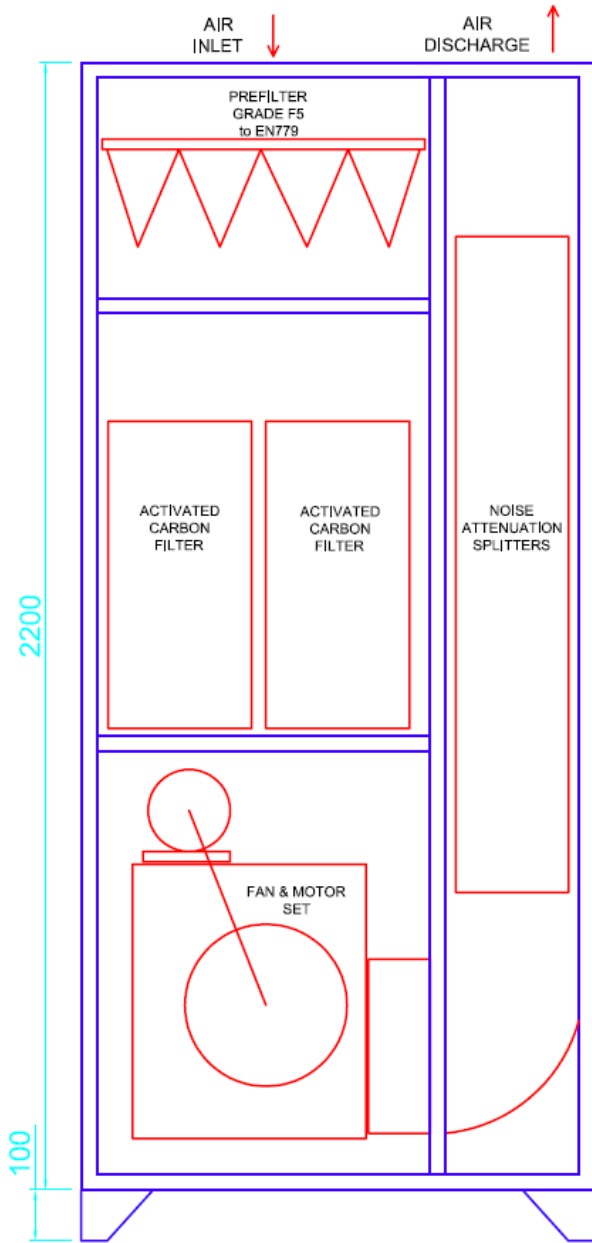 AIR
INLET
AIR
DISCHARGE
PREFILTER
GRADE F5
to EN779
ACTIVATED
CARBON
FILTER
ACTIVATED
CARBON
FILTER
NOISE
ATTENUATION
SPLITTERS
2200
FAN & MOTOR
SET
100